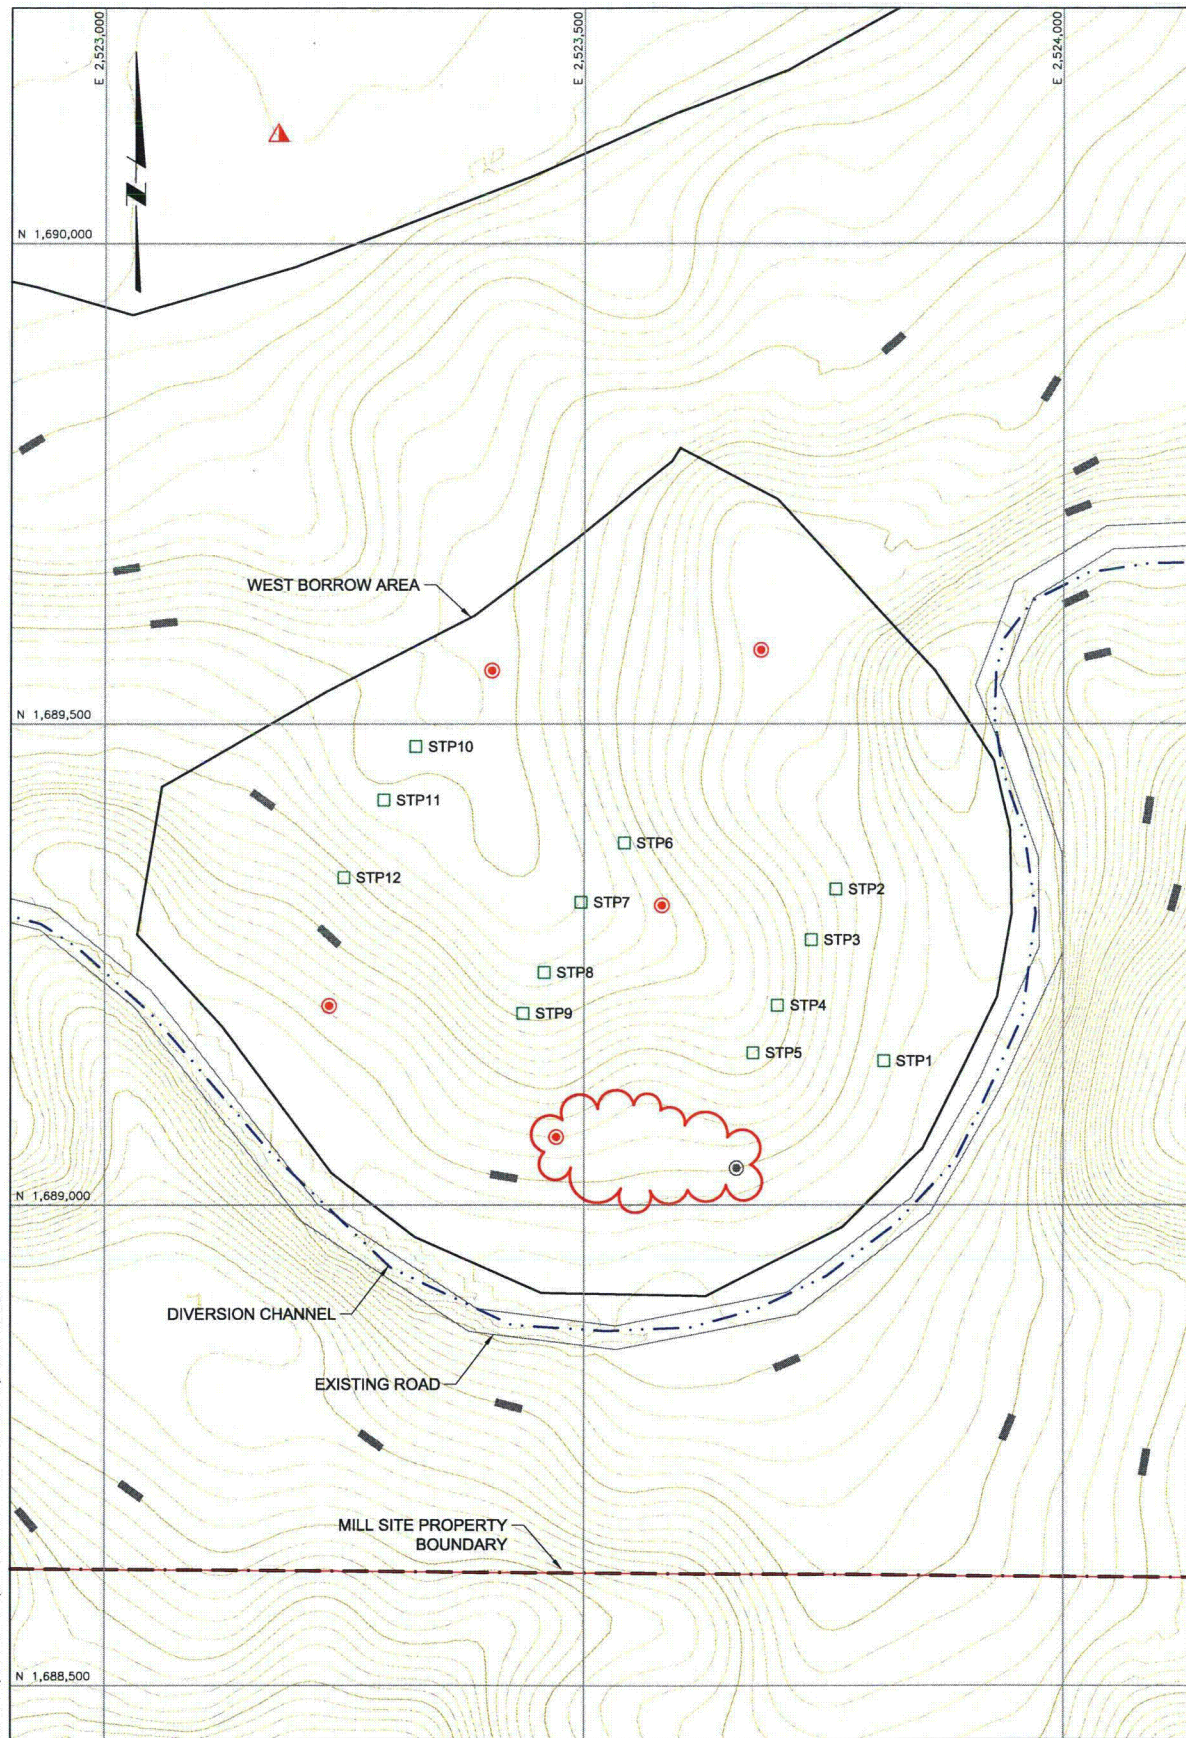 E 2,523,000
E 2,523,500
E 2,524,000
N
N 1,690,000
WEST BORROW AREA
N 1,689,500
STP10
STP11
STP6
STP12
STP2
STP7
STP3
STP8
STP4
STP9
STP5
STP1
N 1,689,000
DIVERSION CHANNEL
EXISTING ROAD
MILL SITE PROPERTY
BOUNDARY
N 1,688,500